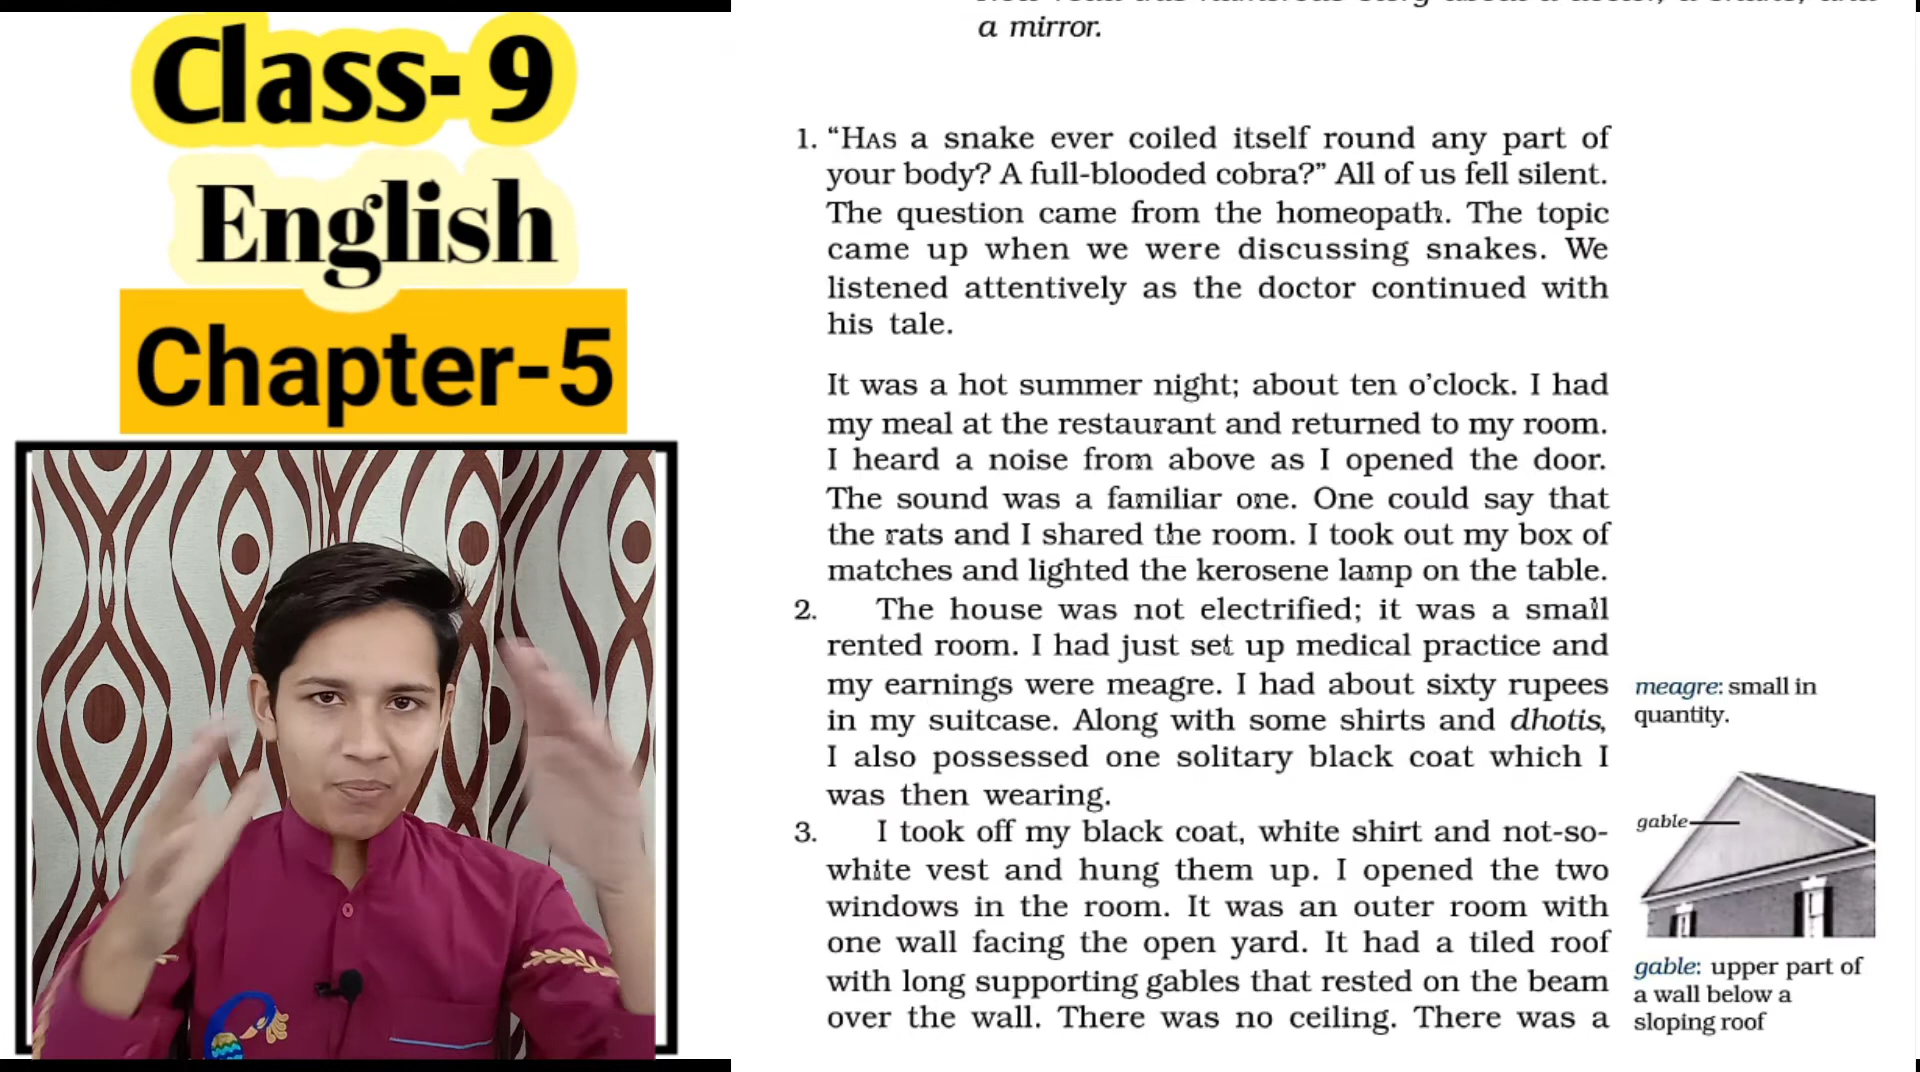 Class- 9
English
Chapter-5
a mirror.
1. “HAS a snake ever coiled itself round any part of
your body? A full-blooded cobra?” All of us fell silent.
The question came from the homeopath. The topic
came up when we were discussing snakes. We
listened attentively as the doctor continued with
his tale.
It was a hot summer night; about ten o’clock. I had
my meal at the restaurant and returned to my room.
I heard a noise from above as I opened the door.
The sound was a familiar one. One could say that
the rats and I shared the room. I took out my box of
matches and lighted the kerosene lamp on the table.
2. The house was not electrified; it was a small
rented room. I had just set up medical practice and
my earnings were meagre. I had about sixty rupees
in my suitcase. Along with some shirts and dhotis,
I also possessed one solitary black coat which I
was then wearing.
3. I took off my black coat, white shirt and not-so-
white vest and hung them up. I opened the two
windows in the room. It was an outer room with
one wall facing the open yard. It had a tiled roof
with long supporting gables that rested on the beam
over the wall. There was no ceiling. There was a
meagre: small in
quantity.
gable
gable: upper part of
a wall below a
sloping roof